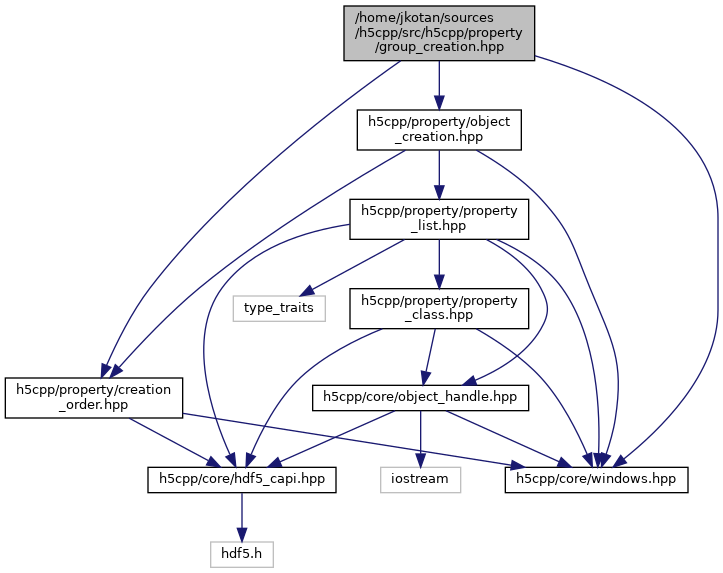 /home/jkotan/sources
/h5cpp/src/h5cpp/property
/group_creation.hpp
h5cpp/property/object
_creation.hpp
h5cpp/property/property
_list.hpp
type_traits
h5cpp/property/property
_class.hpp
h5cpp/property/creation
_order.hpp
h5cpp/core/object_handle.hpp
h5cpp/core/hdf5_capi.hpp
iostream
h5cpp/core/windows.hpp
hdf5.h